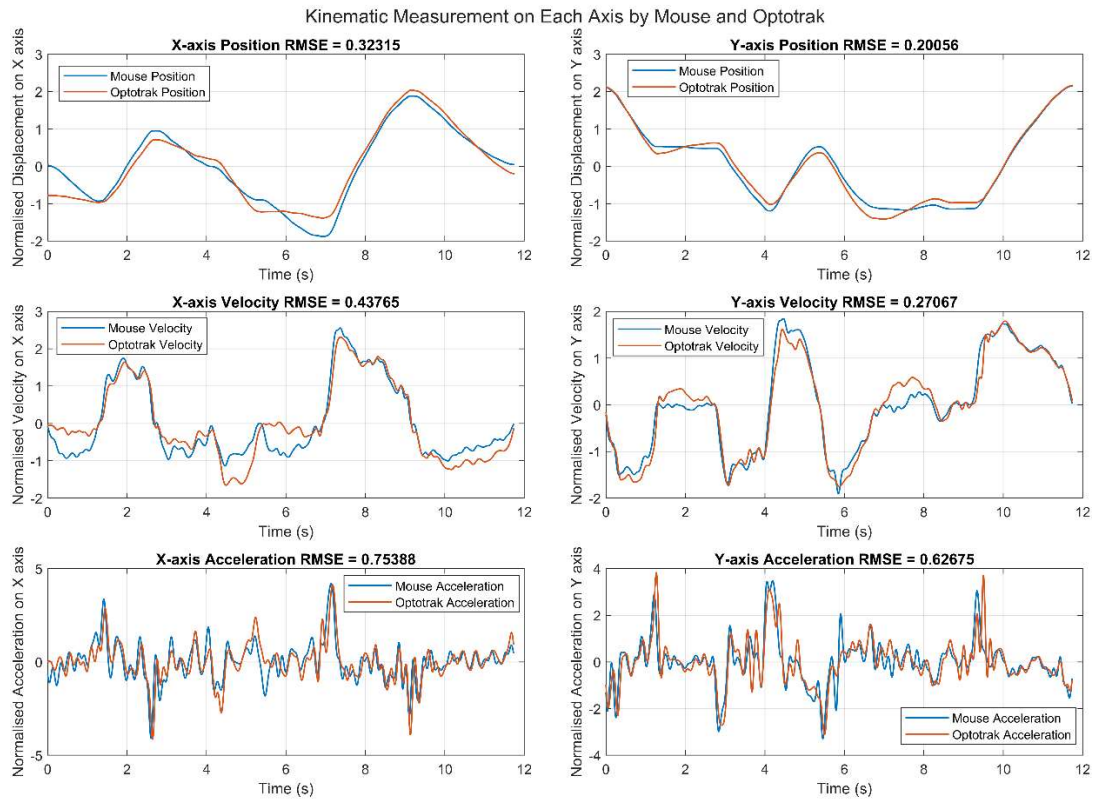 Kinematic Measurement on Each Axis by Mouse and Optotrak
X-axis Position RMSE = 0.32315
Normalised Displacement on X axis
3
2
1
0
-1
-2
Mouse Position
Optotrak Position
0 2 4 6 8 10 12
Time (s)
Y-axis Position RMSE = 0.20056
Normalised Displacement on Y axis
3
2
1
0
-1
-2
Mouse Position
Optotrak Position
0 2 4 6 8 10 12
Time (s)
X-axis Velocity RMSE = 0.43765
Normalised Velocity on X axis
3
2
1
0
-1
-2
Mouse Velocity
Optotrak Velocity
0 2 4 6 8 10 12
Time (s)
Y-axis Velocity RMSE = 0.27067
Normalised Velocity on Y axis
2
1
0
-1
-2
Mouse Velocity
Optotrak Velocity
0 2 4 6 8 10 12
Time (s)
X-axis Acceleration RMSE = 0.75388
Normalised Acceleration on X axis
5
0
-5
Mouse Acceleration
Optotrak Acceleration
0 2 4 6 8 10 12
Time (s)
Y-axis Acceleration RMSE = 0.62675
Normalised Acceleration on Y axis
4
2
0
-2
-4
Mouse Acceleration
Optotrak Acceleration
0 2 4 6 8 10 12
Time (s)